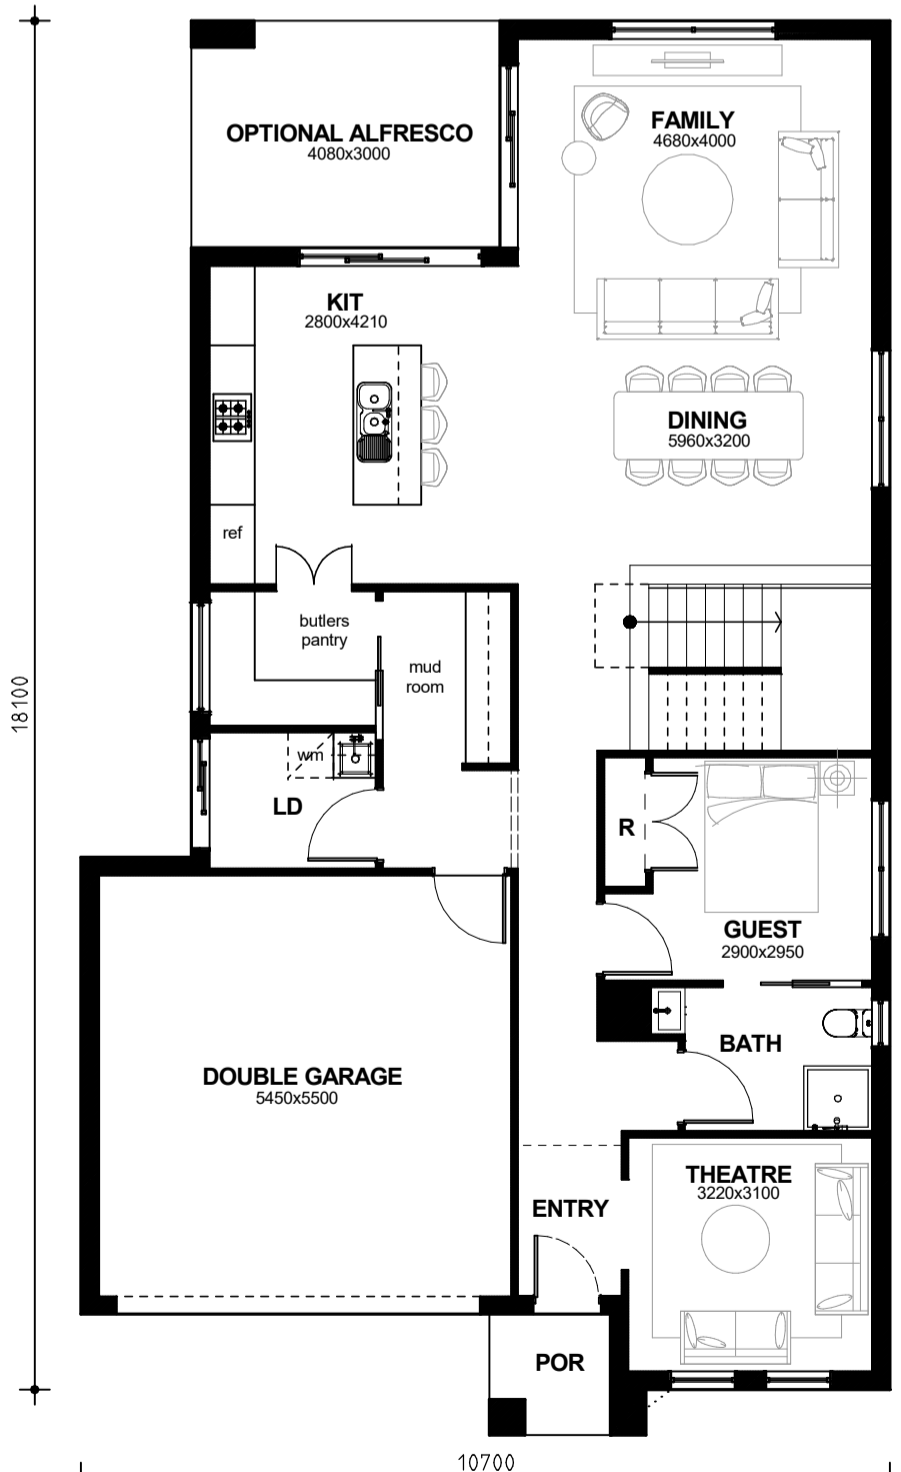 OPTIONAL ALFRESCO
4080x3000
FAMILY
4680x4000
KIT
2800x4210
DINING
5960x3200
ref
butlers
pantry
mud
room
18100
wm
LD
R
GUEST
2900x2950
BATH
DOUBLE GARAGE
5450x5500
THEATRE
3220x3100
ENTRY
POR
10700